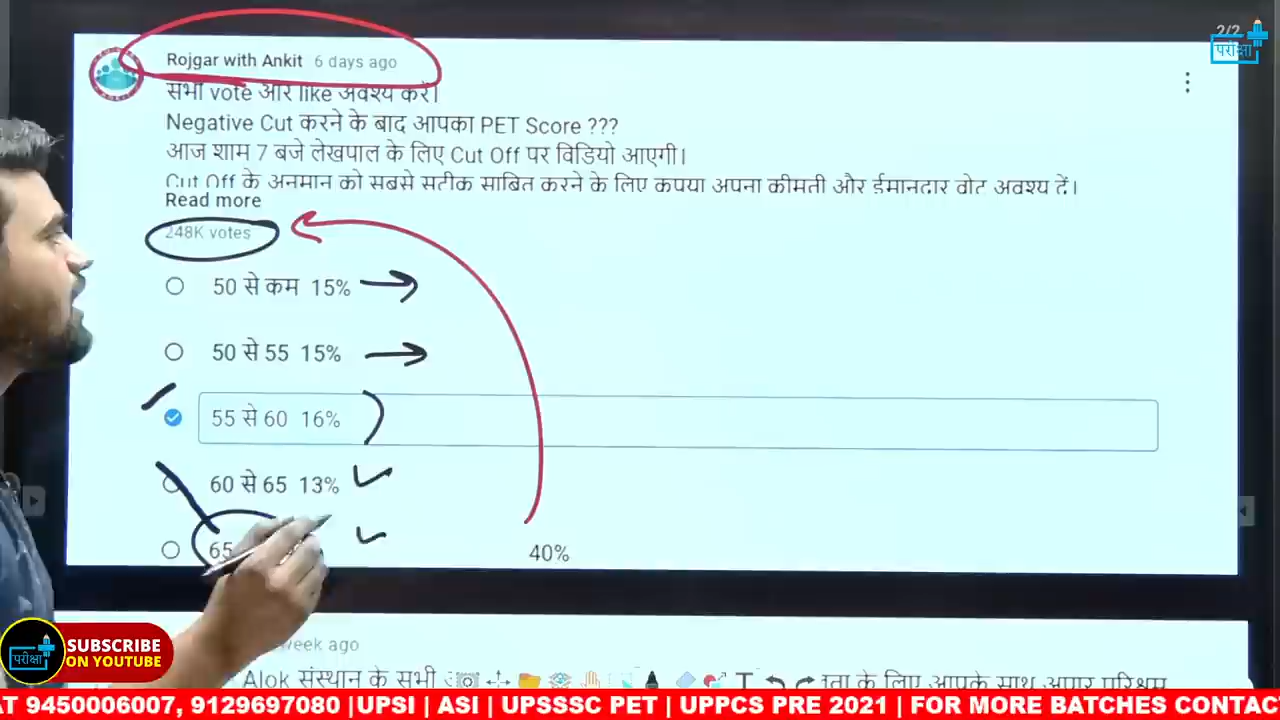 2/2
परीक्षा
Rojgar with Ankit 6 days ago
सभी vote और like अवश्य करें।
Negative Cut करने के बाद आपका PET Score ???
आज शाम 7 बजे लेखपाल के लिए Cut Off पर विडियो आएगी।
Cut Off के अनुमान को सबसे सटीक साबित करने के लिए कृपया अपना कीमती और ईमानदार वोट अवश्य दें।
Read more
248K votes
50 से कम 15%
50 से 55 15%
55 से 60 16%
60 से 65 13%
65
40%
week ago
Alok संस्थान के सभी
के लिए आपके साथ अपार परिश्रम
परीक्षा
SUBSCRIBE
ON YOUTUBE
AT 9450006007, 9129697080 |UPSI | ASI | UPSSSC PET | UPPCS PRE 2021 | FOR MORE BATCHES CONTAC